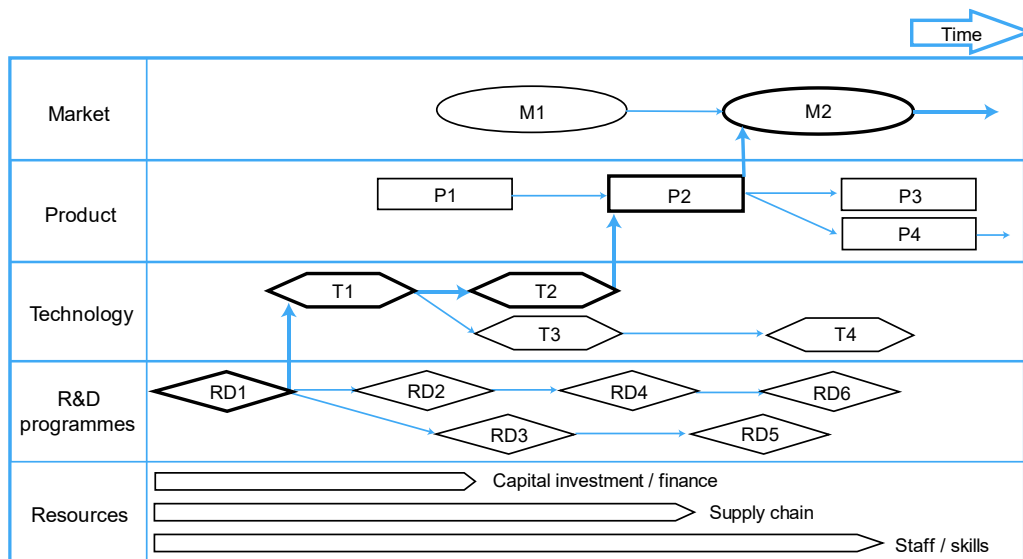 Time
Market
M1
M2
Product
P1
P2
P3
P4
Technology
T1
T2
T3
T4
R&D
programmes
RD1
RD2
RD4
RD6
RD3
RD5
Resources
Capital investment / finance
Supply chain
Staff / skills